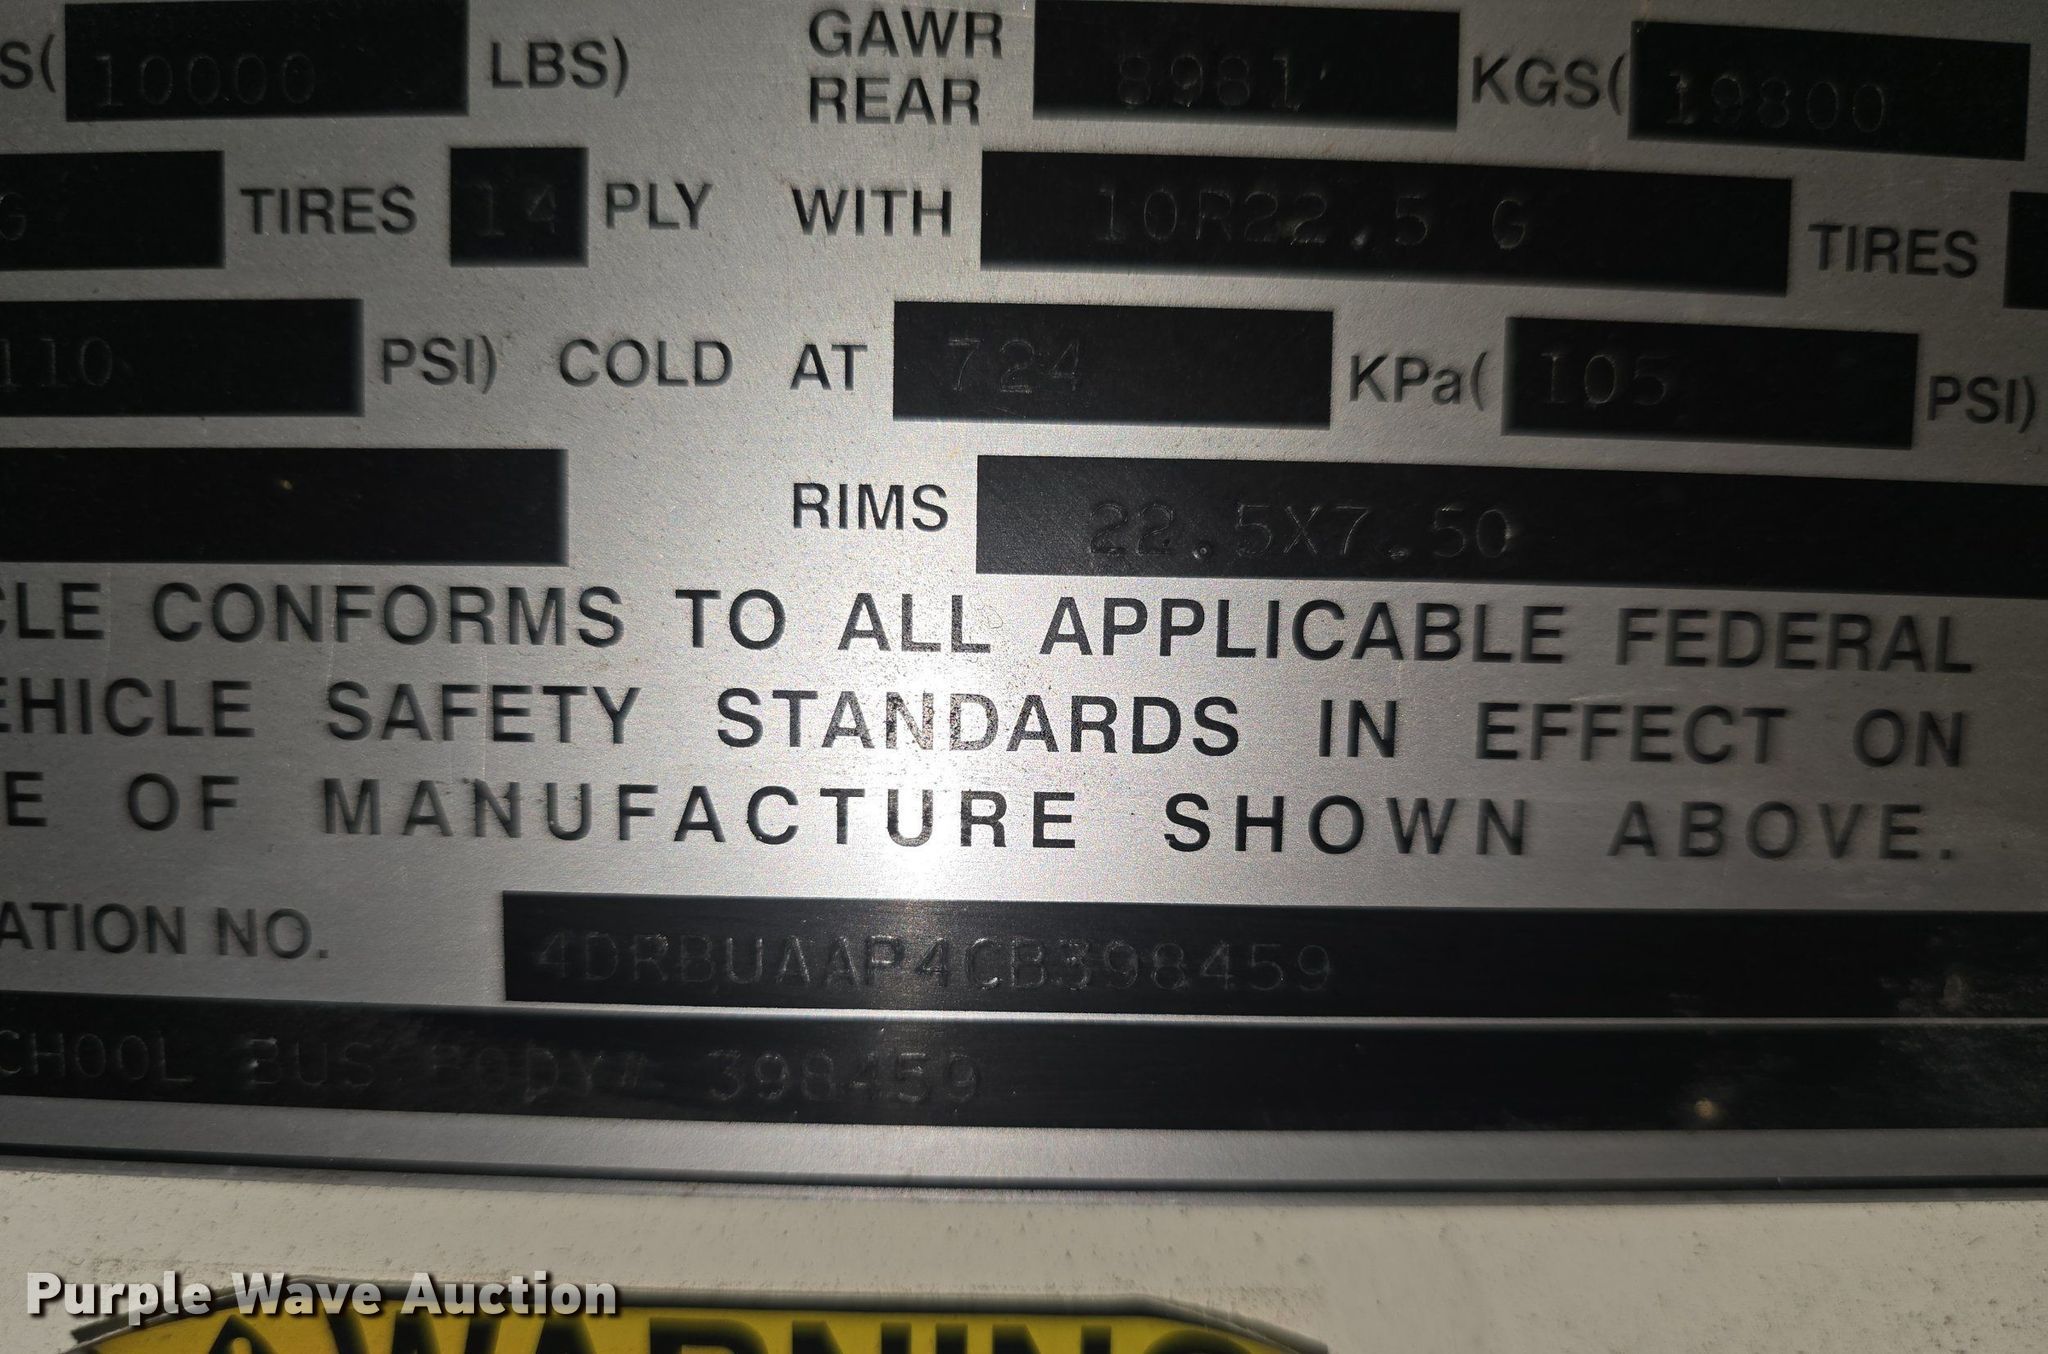 S( 10000 LBS) GAWR REAR 8981 KGS( 19800
G TIRES 14 PLY WITH 10R22.5 G TIRES
110 PSI) COLD AT 724 KPa( 105 PSI)
RIMS 22.5X7.50
CLE CONFORMS TO ALL APPLICABLE FEDERAL
EHICLE SAFETY STANDARDS IN EFFECT ON
E OF MANUFACTURE SHOWN ABOVE.
ATION NO. 4DRBUAAP4CB398459
CHOOL BUS BODY# 398459
Purple Wave Auction
WARNING